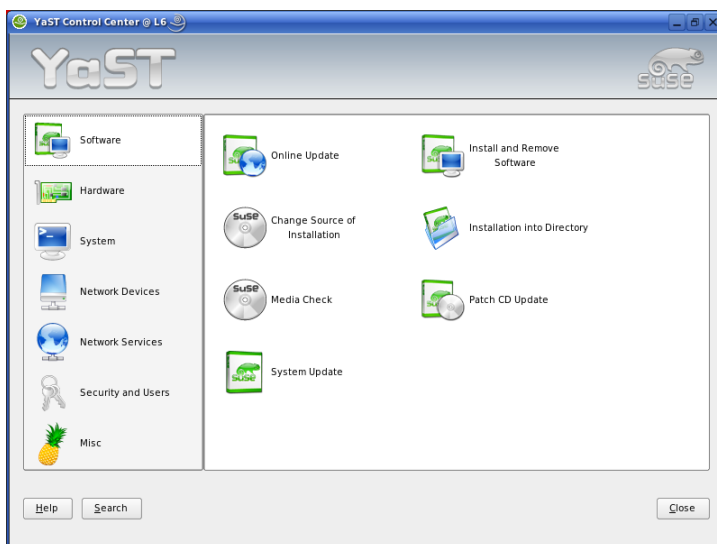 YaST Control Center @ L6
YaST
SUSE
Software
Hardware
System
Network Devices
Network Services
Security and Users
Misc
Online Update
Install and Remove
Software
Change Source of
Installation
Installation into Directory
Media Check
Patch CD Update
System Update
SUSE
SUSE
Help
Search
Close